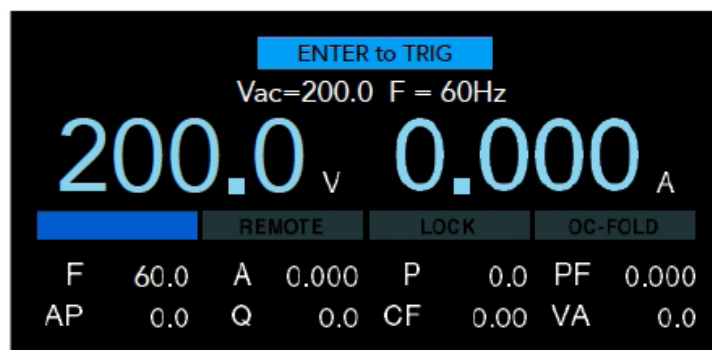 ENTER to TRIG
Vac=200.0 F = 60Hz
200.0 V 0.000 A
REMOTE LOCK OC-FOLD
F 60.0 A 0.000 P 0.0 PF 0.000
AP 0.0 Q 0.0 CF 0.00 VA 0.0